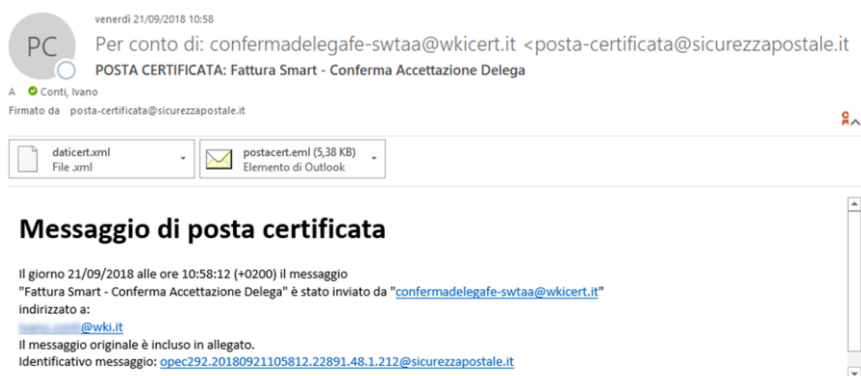 venerdì 21/09/2018 10:58
PC
Per conto di: confermadelegafe-swtaa@wkicert.it <posta-certificata@sicurezzapostale.it
POSTA CERTIFICATA: Fattura Smart - Conferma Accettazione Delega
A Conti, Ivano
Firmato da posta-certificata@sicurezzapostale.it
daticert.xml
File .xml
postacert.eml (5,38 KB)
Elemento di Outlook
Messaggio di posta certificata
Il giorno 21/09/2018 alle ore 10:58:12 (+0200) il messaggio
"Fattura Smart - Conferma Accettazione Delega" è stato inviato da "confermadelegafe-swtaa@wkicert.it"
indirizzato a:
@wki.it
Il messaggio originale è incluso in allegato.
Identificativo messaggio: opec292.20180921105812.22891.48.1.212@sicurezzapostale.it